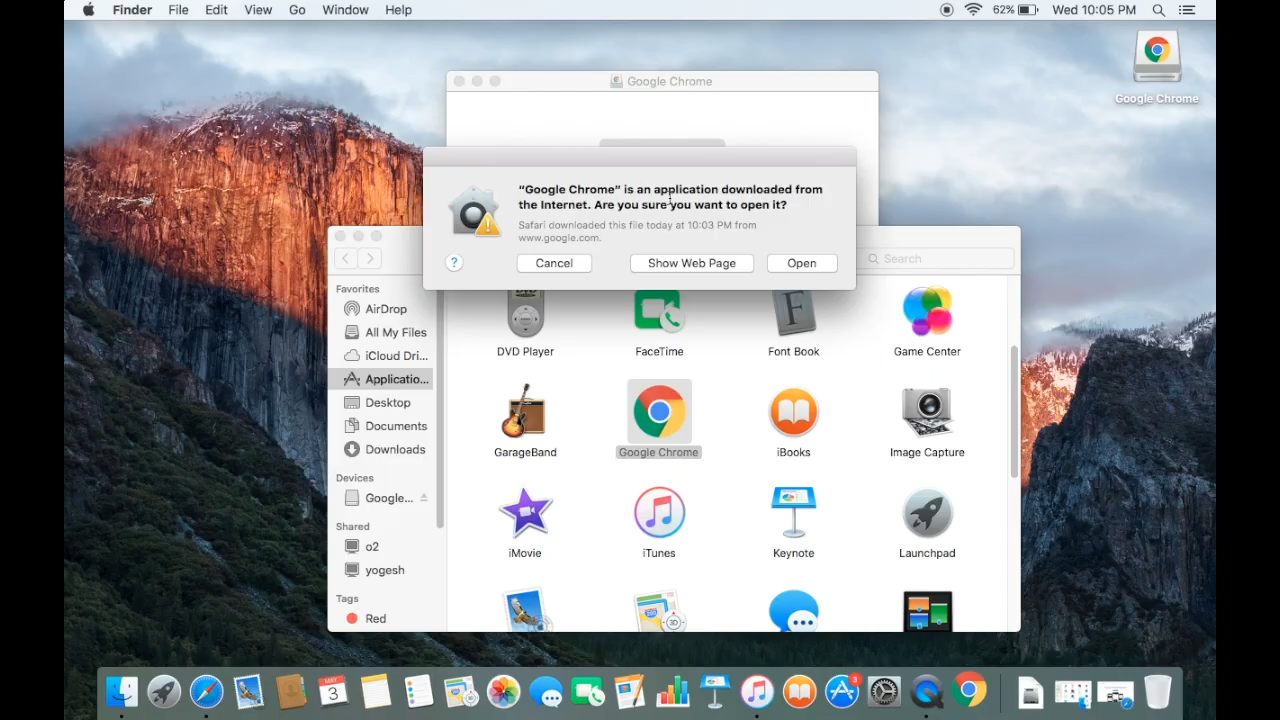 Finder File Edit View Go Window Help 62% Wed 10:05 PM
Google Chrome
Google Chrome
“Google Chrome” is an application downloaded from
the Internet. Are you sure you want to open it?
Safari downloaded this file today at 10:03 PM from
www.google.com.
? Cancel Show Web Page Open
Search
Favorites
AirDrop
All My Files
iCloud Dri...
Applicatio...
Desktop
Documents
Downloads
Devices
Google...
Shared
o2
yogesh
Tags
Red
DVD Player FaceTime Font Book Game Center
GarageBand Google Chrome iBooks Image Capture
iMovie iTunes Keynote Launchpad
F
3D
MAY
3
3